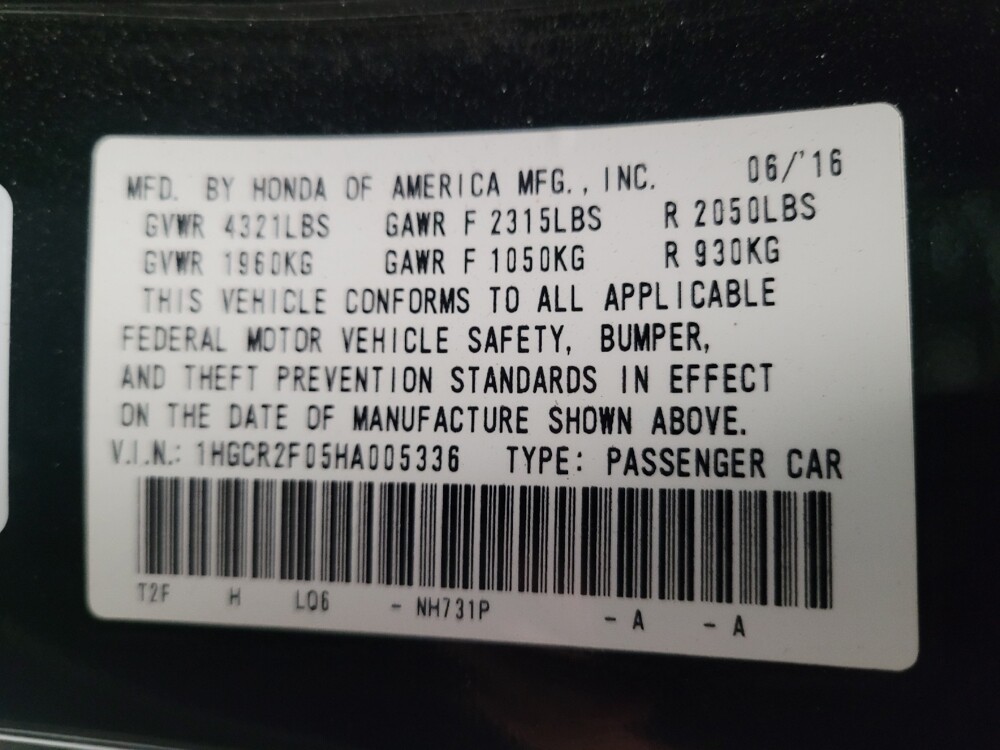 MFD. BY HONDA OF AMERICA MFG., INC. 06/'16
GVWR 4321LBS GAWR F 2315LBS R 2050LBS
GVWR 1960KG GAWR F 1050KG R 930KG
THIS VEHICLE CONFORMS TO ALL APPLICABLE
FEDERAL MOTOR VEHICLE SAFETY, BUMPER,
AND THEFT PREVENTION STANDARDS IN EFFECT
ON THE DATE OF MANUFACTURE SHOWN ABOVE.
V.I.N.: 1HGCR2F05HA005336 TYPE: PASSENGER CAR
T2F H L06 - NH731P - A - A